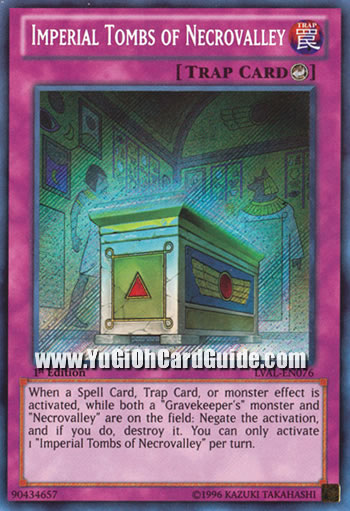 IMPERIAL TOMBS OF NECROVALLEY
TRAP
罠
[TRAP CARD]
www.YuGiOhCardGuide.com
1st Edition
LVAL-EN076
When a Spell Card, Trap Card, or monster effect is
activated, while both a "Gravekeeper's" monster and
"Necrovalley" are on the field: Negate the activation,
and if you do, destroy it. You can only activate
1 "Imperial Tombs of Necrovalley" per turn.
90434657
©1996 KAZUKI TAKAHASHI